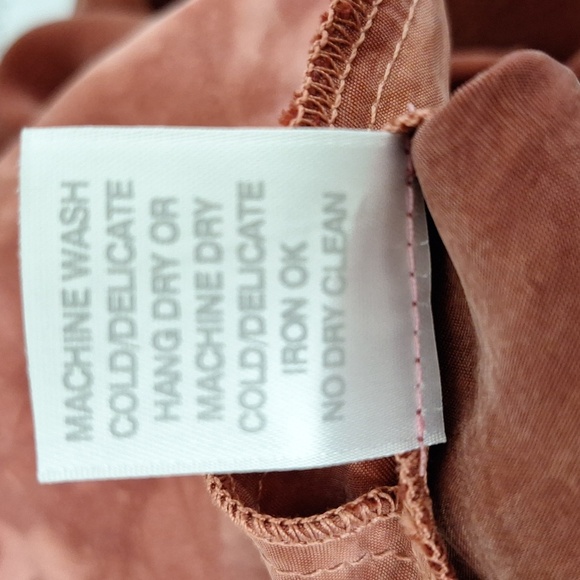 MACHINE WASH
COLD/DELICATE
HANG DRY OR
MACHINE DRY
COLD/DELICATE
IRON OK
NO DRY CLEAN